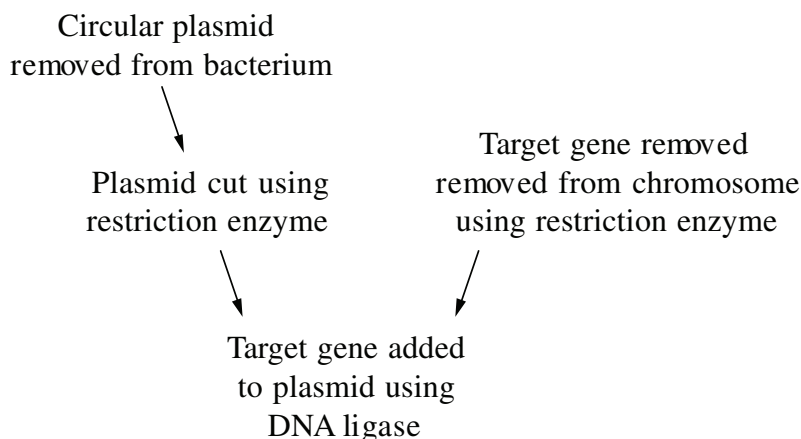 Circular plasmid
removed from bacterium
Plasmid cut using
restriction enzyme
Target gene removed
removed from chromosome
using restriction enzyme
Target gene added
to plasmid using
DNA ligase